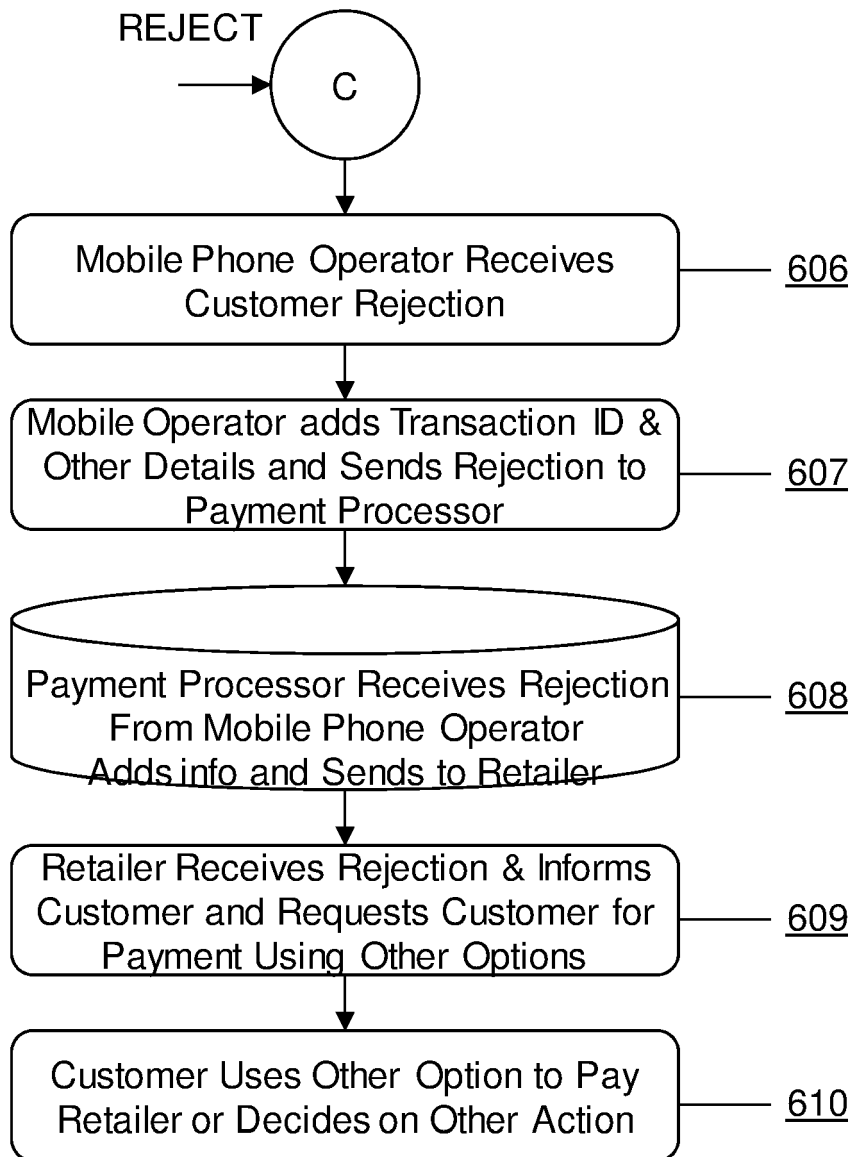 REJECT
C
Mobile Phone Operator Receives
Customer Rejection
606
Mobile Operator adds Transaction ID &
Other Details and Sends Rejection to
Payment Processor
607
Payment Processor Receives Rejection
From Mobile Phone Operator
Adds info and Sends to Retailer
608
Retailer Receives Rejection & Informs
Customer and Requests Customer for
Payment Using Other Options
609
Customer Uses Other Option to Pay
Retailer or Decides on Other Action
610